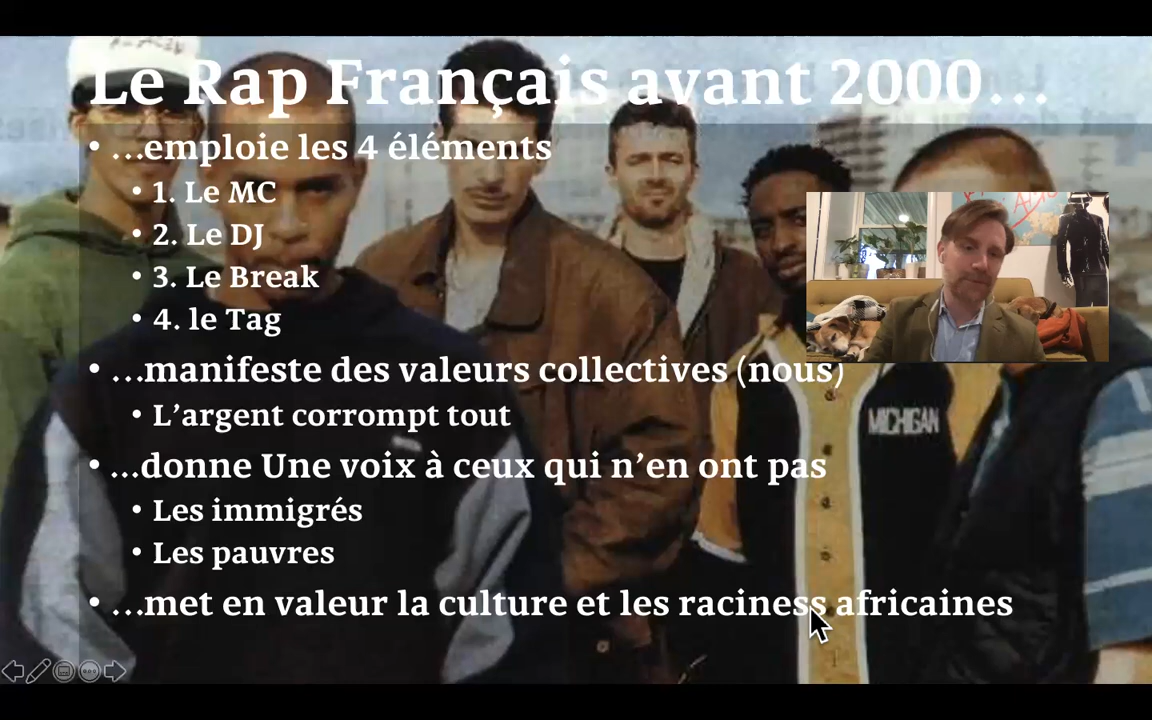 Le Rap Français avant 2000…
• …emploie les 4 éléments
• 1. Le MC
• 2. Le DJ
• 3. Le Break
• 4. le Tag
• …manifeste des valeurs collectives (nous)
• L’argent corrompt tout
• …donne Une voix à ceux qui n’en ont pas
• Les immigrés
• Les pauvres
• …met en valeur la culture et les raciness africaines
MICHIGAN